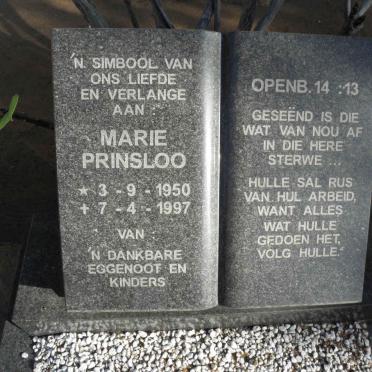 'N SIMBOOL VAN
ONS LIEFDE
EN VERLANGE
AAN :
MARIE
PRINSLOO
★ 3 - 9 - 1950
+ 7 - 4 - 1997
VAN :
'N DANKBARE
EGGENOOT EN
KINDERS
OPENB. 14 :13
GESEËND IS DIE
WAT VAN NOU AF
IN DIE HERE
STERWE ...
HULLE SAL RUS
VAN HUL ARBEID,
WANT ALLES
WAT HULLE
GEDOEN HET,
VOLG HULLE."